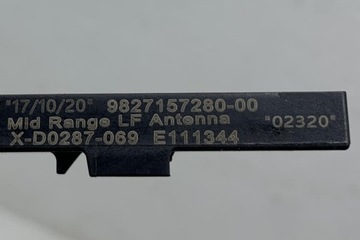 "17/10/20" 9827157280-00
Mid Range LF Antenna "02320"
X-D0287-069 E111344